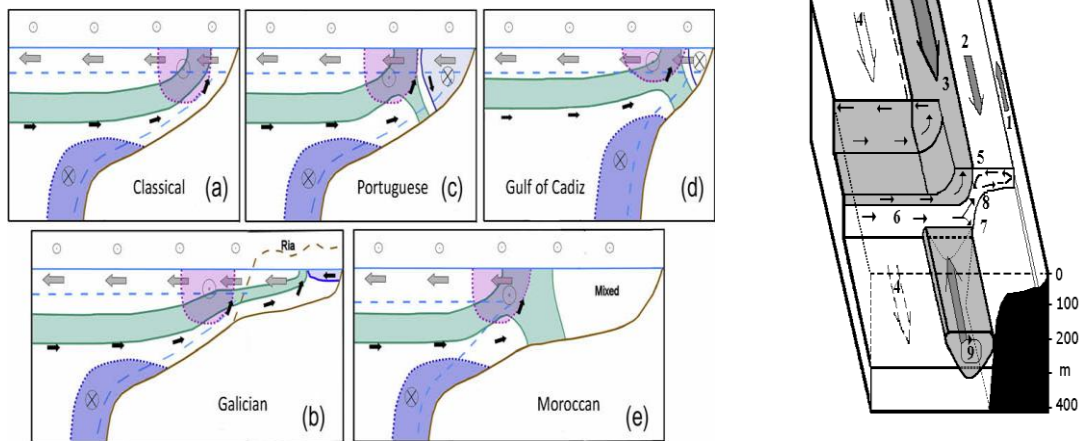 Classical (a)
Portuguese (c)
Gulf of Cadiz (d)
Ria
Galician (b)
Mixed
Moroccan (e)
4
2
3
1
5
8
6
7
0
4
100
200
9
m
400